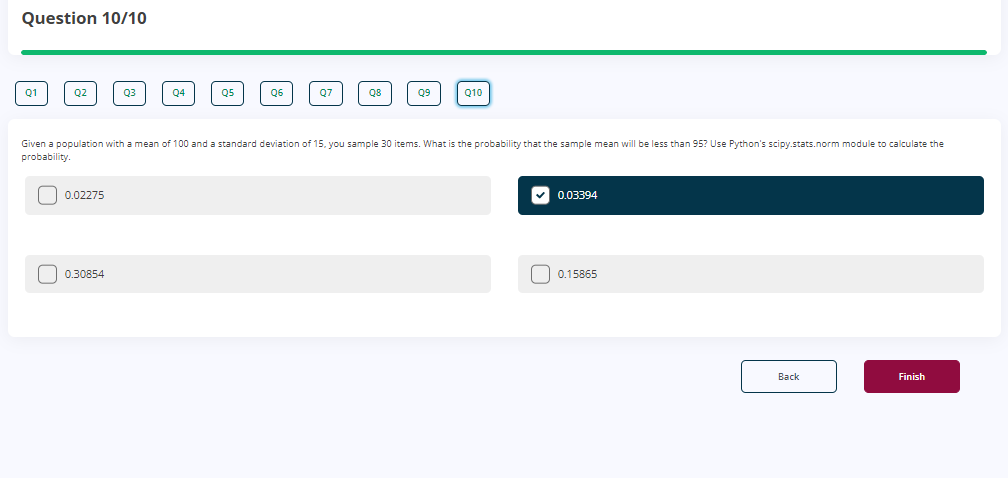 Question 10/10
Q1 Q2 Q3 Q4 Q5 Q6 Q7 Q8 Q9 Q10
Given a population with a mean of 100 and a standard deviation of 15, you sample 30 items. What is the probability that the sample mean will be less than 95? Use Python's scipy.stats.norm module to calculate the
probability.
0.02275
0.03394
0.30854
0.15865
Back
Finish